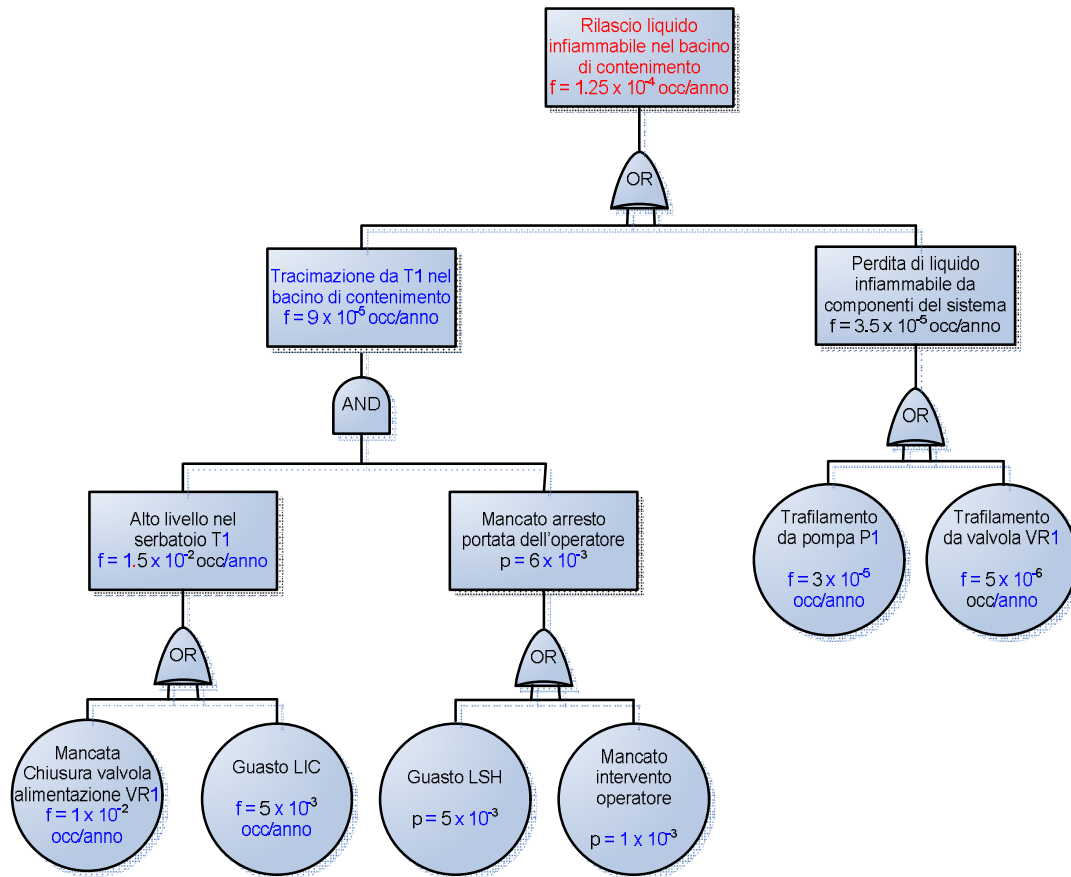 Rilascio liquido
infiammabile nel bacino
di contenimento
f = 1.25 x 10⁻⁴ occ/anno
OR
Tracimazione da T1 nel
bacino di contenimento
f = 9 x 10⁻⁵ occ/anno
Perdita di liquido
infiammabile da
componenti del sistema
f = 3.5 x 10⁻⁵ occ/anno
AND
OR
Alto livello nel
serbatoio T1
f = 1.5 x 10⁻² occ/anno
Mancato arresto
portata dell'operatore
p = 6 x 10⁻³
Trafilamento
da pompa P1
f = 3 x 10⁻⁵
occ/anno
Trafilamento
da valvola VR1
f = 5 x 10⁻⁶
occ/anno
OR
OR
Mancata
Chiusura valvola
alimentazione VR1
f = 1 x 10⁻²
occ/anno
Guasto LIC
f = 5 x 10⁻³
occ/anno
Guasto LSH
p = 5 x 10⁻³
Mancato
intervento
operatore
p = 1 x 10⁻³